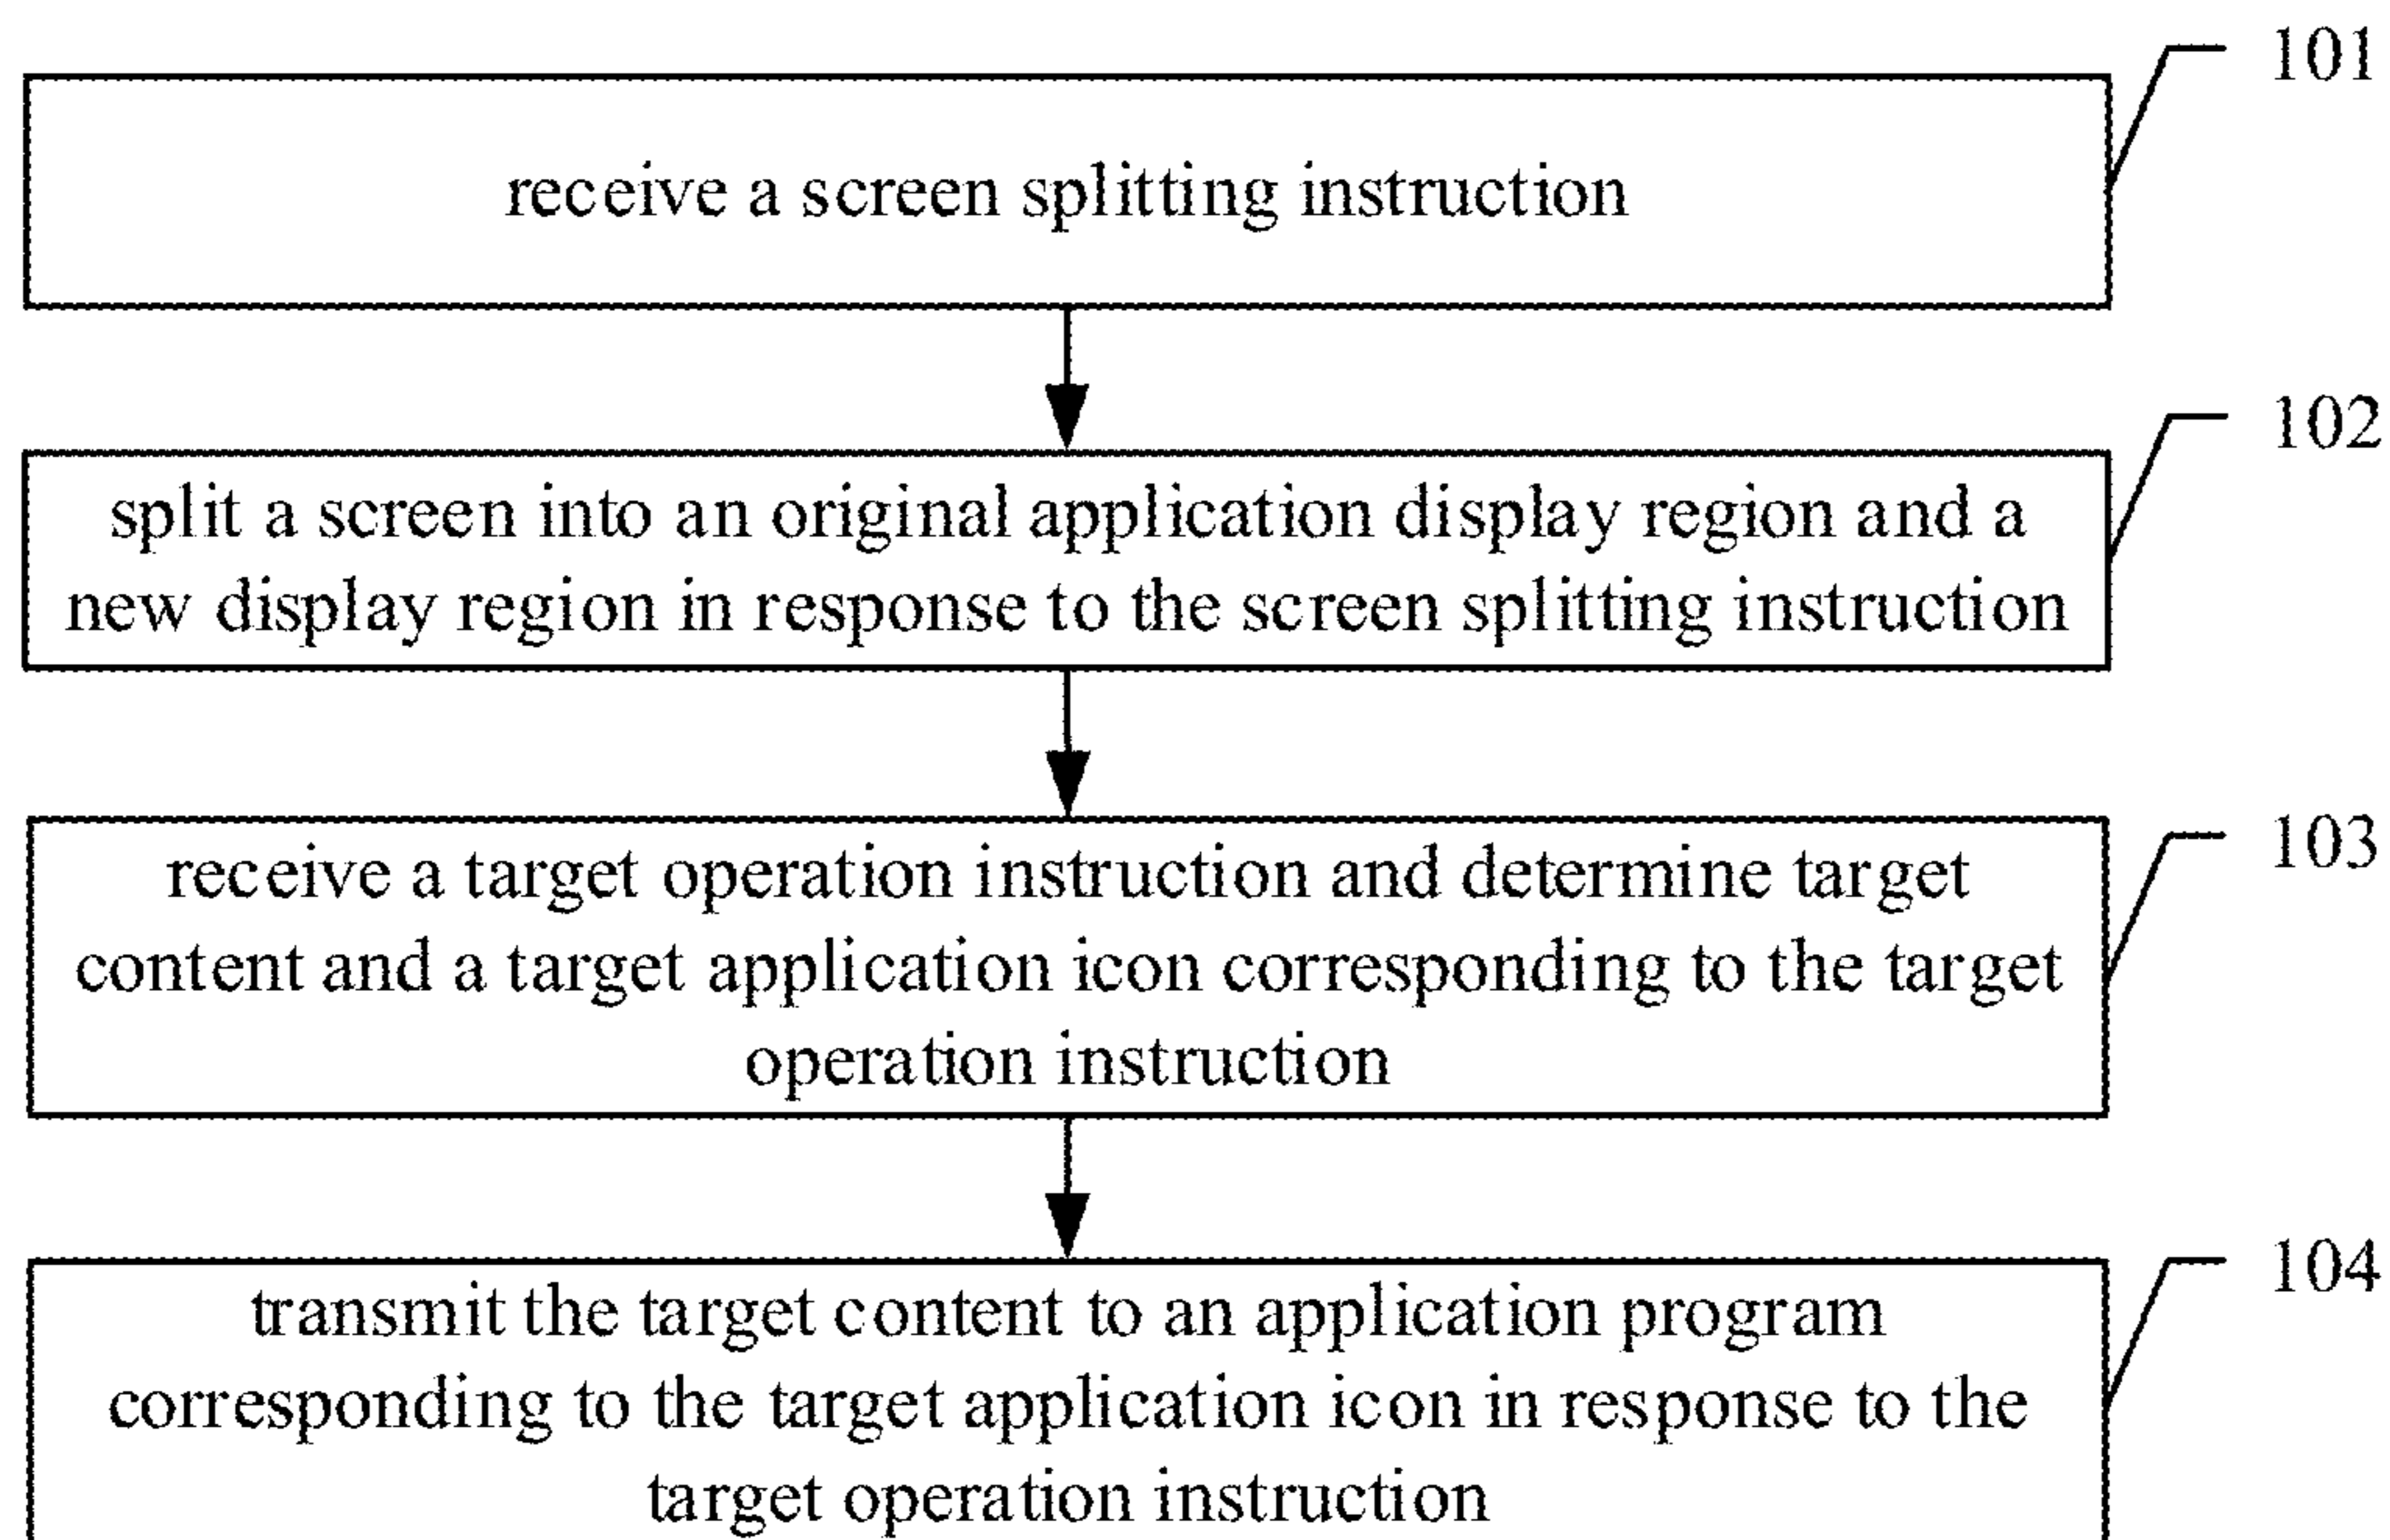 101
receive a screen splitting instruction
102
split a screen into an original application display region and a
new display region in response to the screen splitting instruction
103
receive a target operation instruction and determine target
content and a target application icon corresponding to the target
operation instruction
104
transmit the target content to an application program
corresponding to the target application icon in response to the
target operation instruction